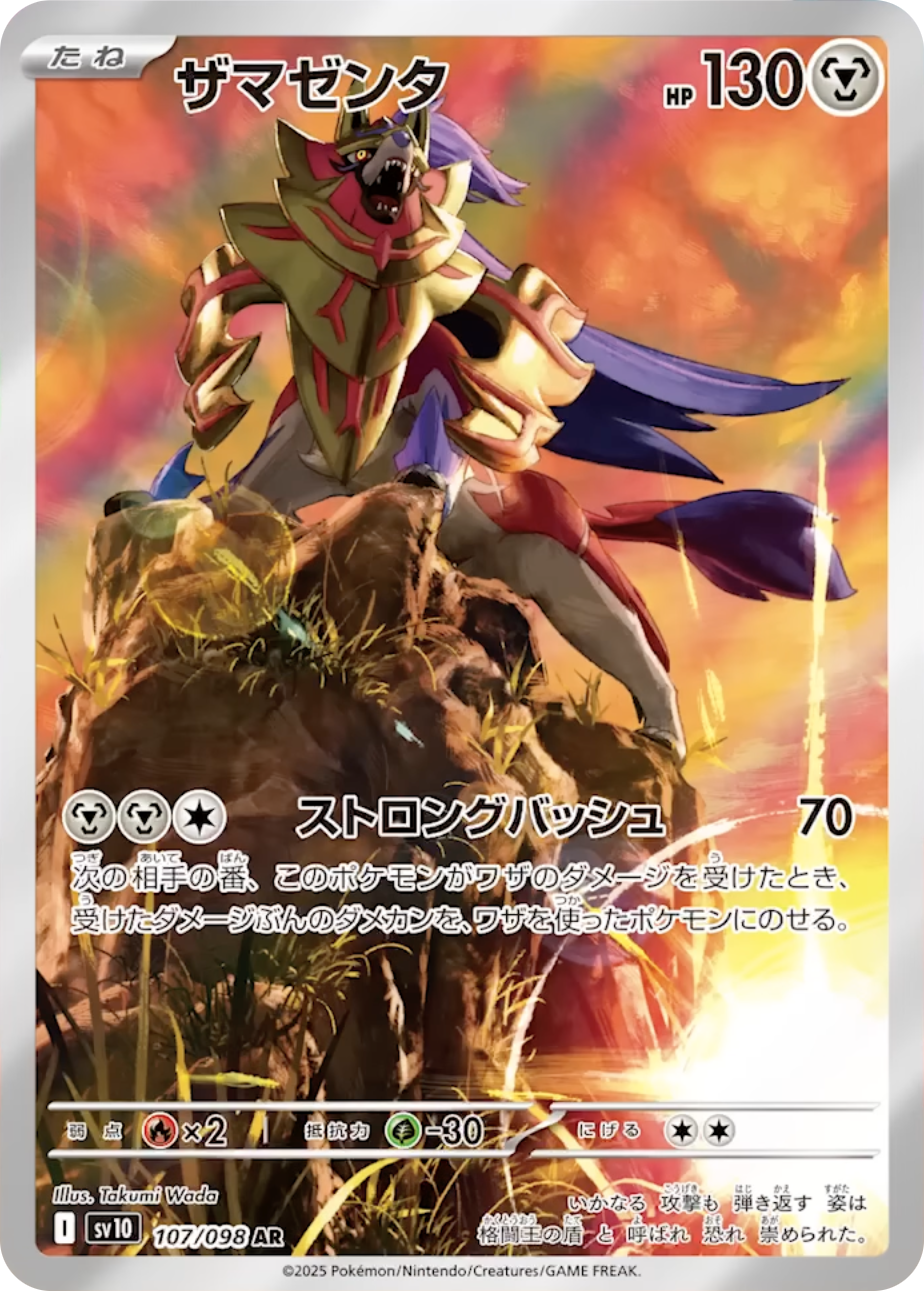 たね ザマゼンタ HP 130
ストロングバッシュ 70
次の相手の番、このポケモンがワザのダメージを受けたとき、
受けたダメージぶんのダメカンを、ワザを使ったポケモンにのせる。
弱点 ×2 抵抗力 -30 にげる
Illus. Takumi Wada
I sv10 107/098 AR
いかなる 攻撃も 弾き返す 姿は
格闘王の盾 と 呼ばれ 恐れ 崇められた。
©2025 Pokémon/Nintendo/Creatures/GAME FREAK.